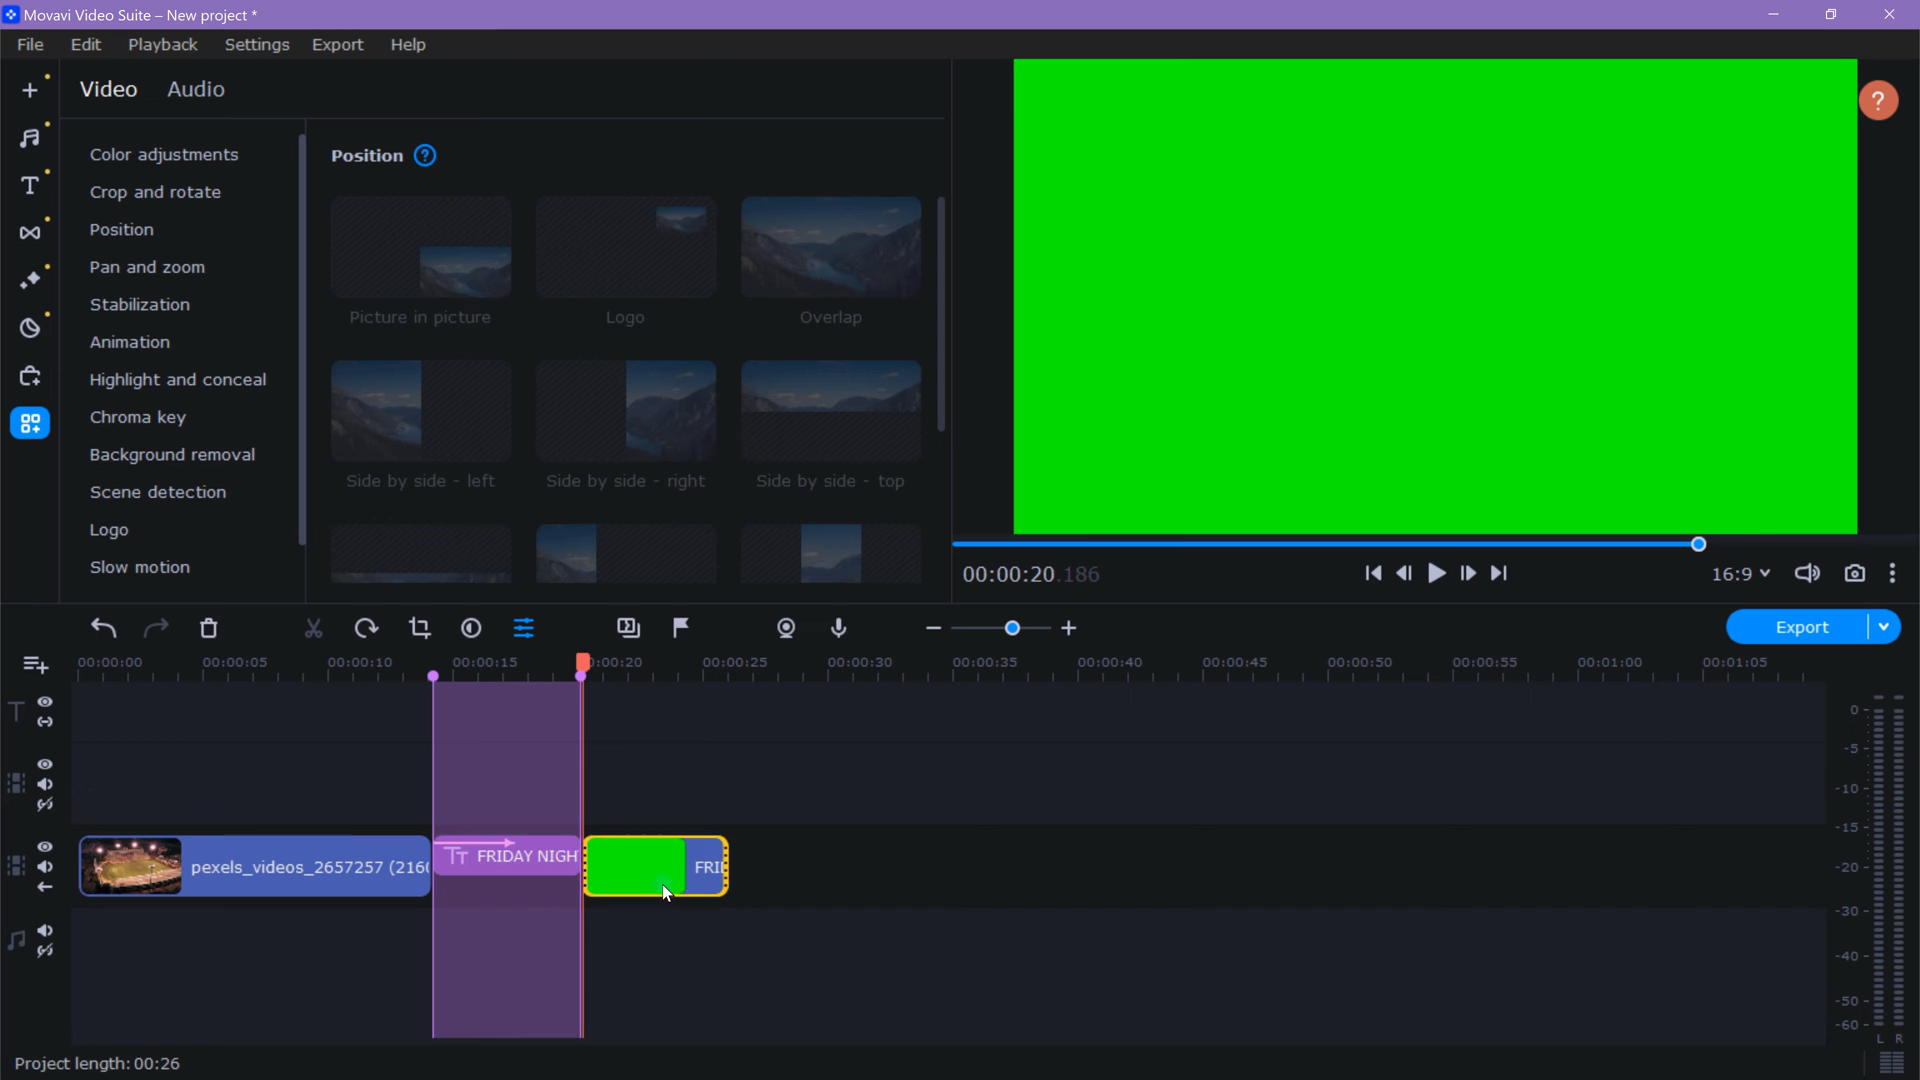 Movavi Video Suite – New project *
File Edit Playback Settings Export Help
Video Audio
Color adjustments
Crop and rotate
Position
Pan and zoom
Stabilization
Animation
Highlight and conceal
Chroma key
Background removal
Scene detection
Logo
Slow motion
Position ?
Picture in picture
Logo
Overlap
Side by side - left
Side by side - right
Side by side - top
?
00:00:20.186
16:9
Export
00:00:00 00:00:05 00:00:10 00:00:15 0:00:20 00:00:25 00:00:30 00:00:35 00:00:40 00:00:45 00:00:50 00:00:55 00:01:00 00:01:05
pexels_videos_2657257 (216
FRIDAY NIGH
FRI
0
-5
-10
-15
-20
-30
-40
-50
-60
L R
Project length: 00:26